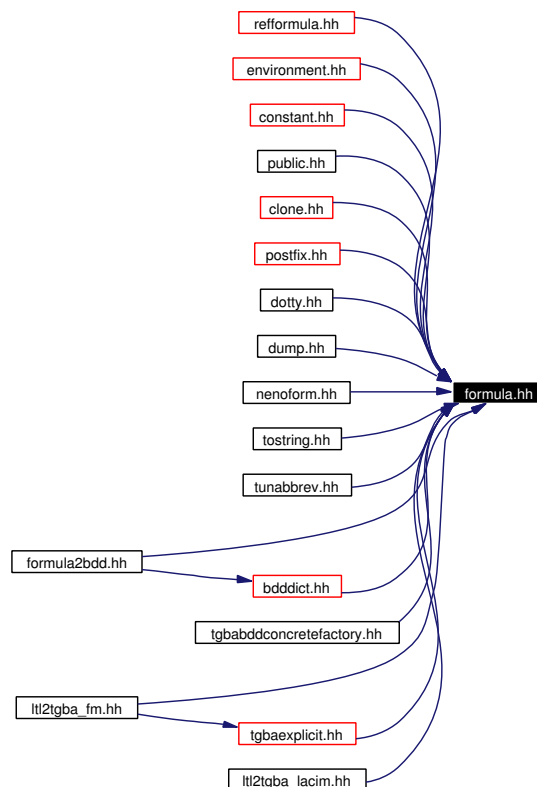 refformula.hh
environment.hh
constant.hh
public.hh
clone.hh
postfix.hh
dotty.hh
dump.hh
formula.hh
nenoform.hh
tostring.hh
tunabbrev.hh
formula2bdd.hh
bdddict.hh
tgbabddconcretefactory.hh
ltl2tgba_fm.hh
tgbaexplicit.hh
ltl2tgba_lacim.hh